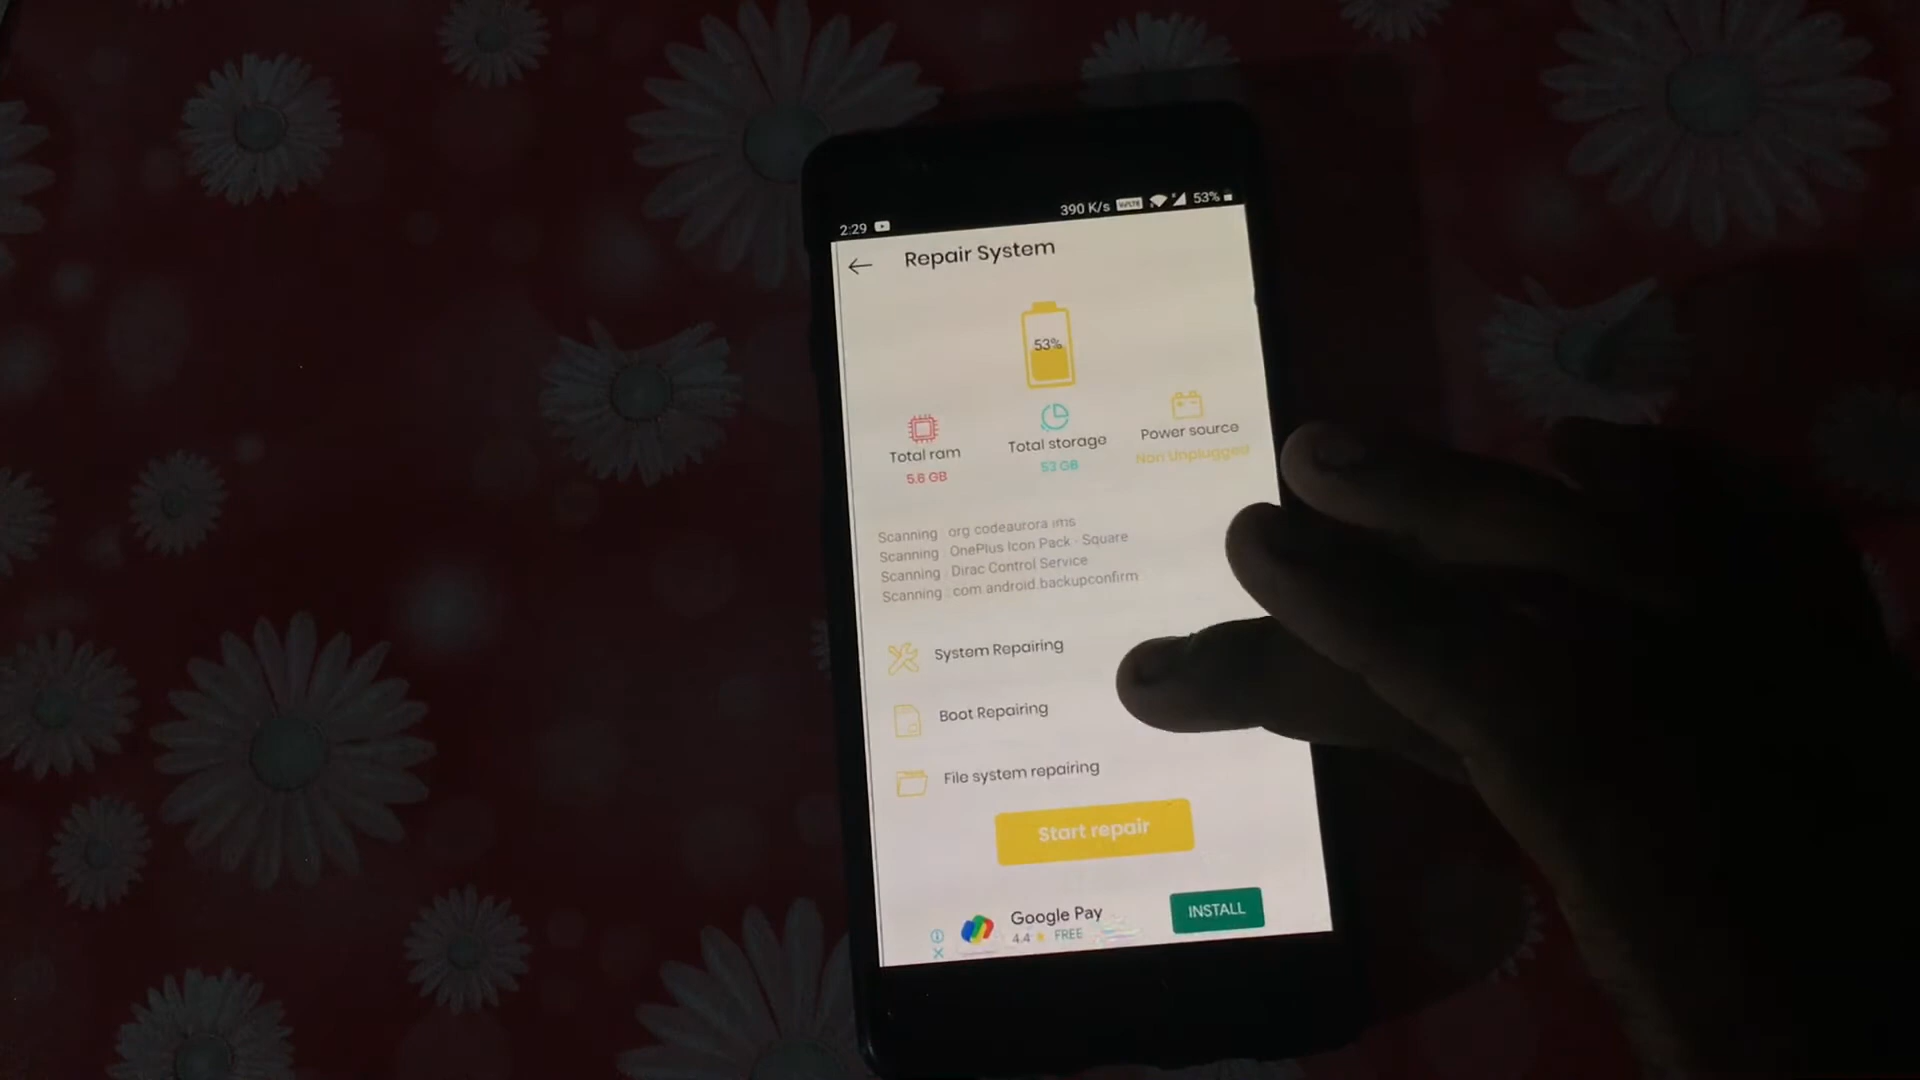 2:29
390 K/s VoLTE 53%
Repair System
53%
Total ram
Total storage
Power source
5.6 GB
53 GB
Non Unplugged
Scanning : org codeaurora ims
Scanning : OnePlus Icon Pack - Square
Scanning : Dirac Control Service
Scanning : com android.backupconfirm
System Repairing
Boot Repairing
File system repairing
Start repair
Google Pay
4.4 ★ FREE
INSTALL